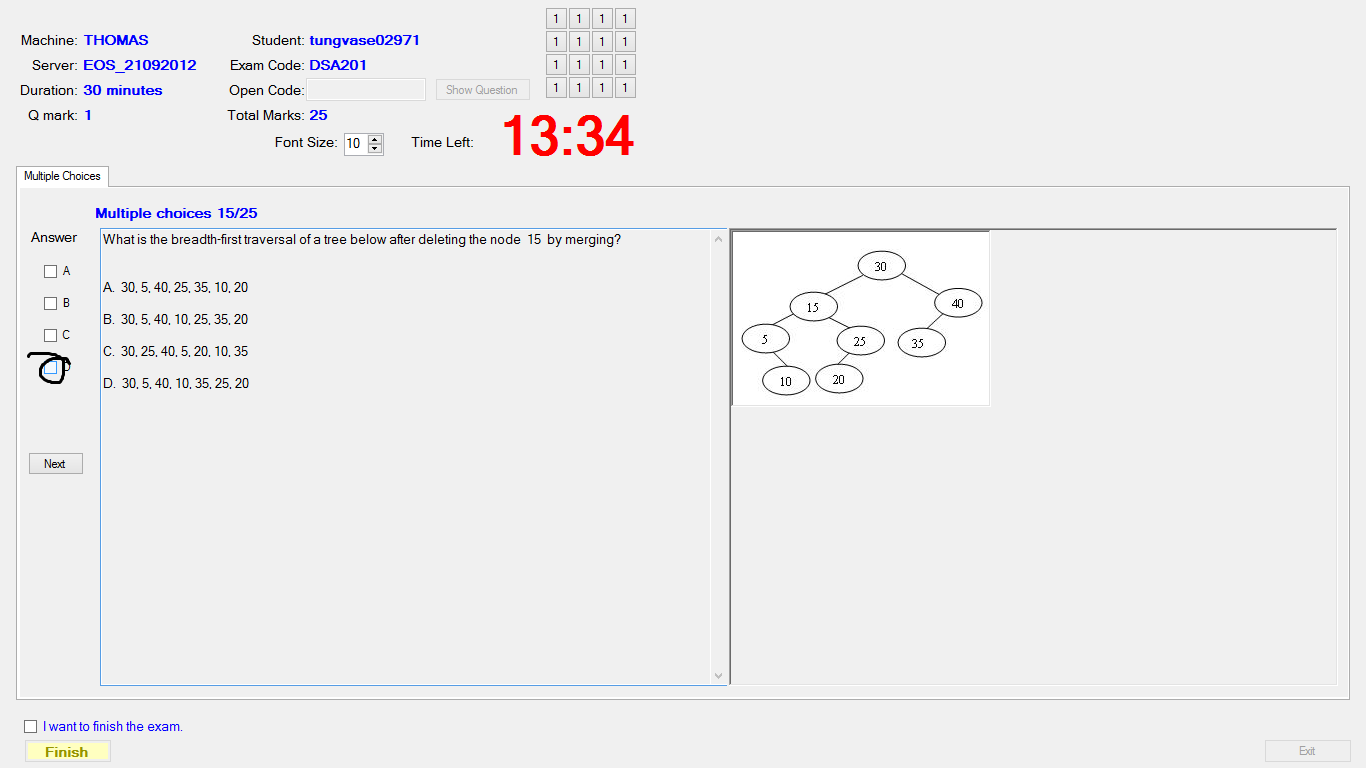 1 1 1 1
Machine: THOMAS Student: tungvase02971
1 1 1 1
Server: EOS_21092012 Exam Code: DSA201
1 1 1 1
Duration: 30 minutes Open Code: Show Question
1 1 1 1
Q mark: 1 Total Marks: 25
Font Size: 10 Time Left: 13:34
Multiple Choices
Multiple choices 15/25
Answer
A
B
C
Next
What is the breadth-first traversal of a tree below after deleting the node 15 by merging?
A. 30, 5, 40, 25, 35, 10, 20
B. 30, 5, 40, 10, 25, 35, 20
C. 30, 25, 40, 5, 20, 10, 35
D. 30, 5, 40, 10, 35, 25, 20
30
15 40
5 25 35
10 20
I want to finish the exam.
Finish
Exit